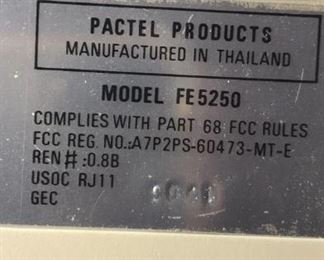 PACTEL PRODUCTS
MANUFACTURED IN THAILAND
MODEL FE5250
COMPLIES WITH PART 68 FCC RULES
FCC REG. NO.:A7P2PS-60473-MT-E
REN#:0.8B
USOC RJ11
GEC